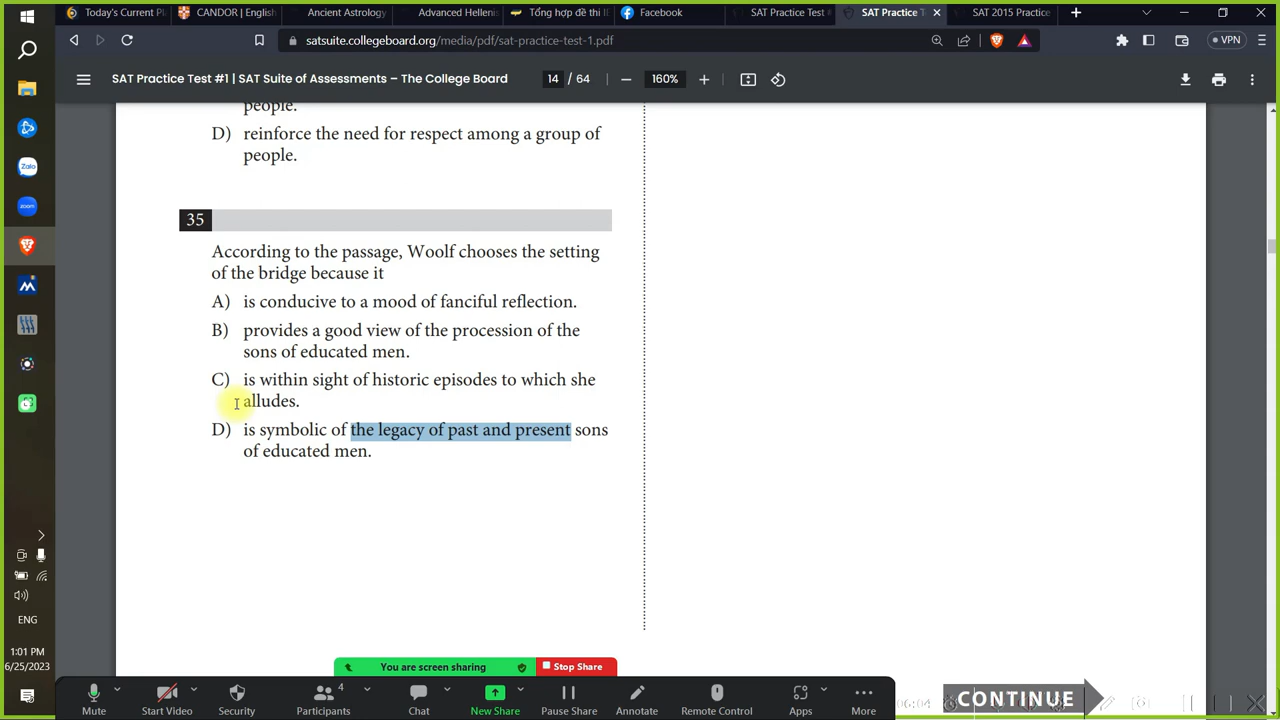 Today's Current Pl
CANDOR | English
Ancient Astrology
Advanced Hellenis
Tổng hợp đề thi IE
Facebook
SAT Practice Test #
SAT Practice T
SAT 2015 Practice
satsuite.collegeboard.org/media/pdf/sat-practice-test-1.pdf
VPN
SAT Practice Test #1 | SAT Suite of Assessments – The College Board
14 / 64
160%
people.
D) reinforce the need for respect among a group of
people.
35
According to the passage, Woolf chooses the setting
of the bridge because it
A) is conducive to a mood of fanciful reflection.
B) provides a good view of the procession of the
sons of educated men.
C) is within sight of historic episodes to which she
alludes.
D) is symbolic of the legacy of past and present sons
of educated men.
Zalo
zoom
ENG
1:01 PM
6/25/2023
You are screen sharing
Stop Share
4
Mute
Start Video
Security
Participants
Chat
New Share
Pause Share
Annotate
Remote Control
Apps
More
06:04
CONTINUE